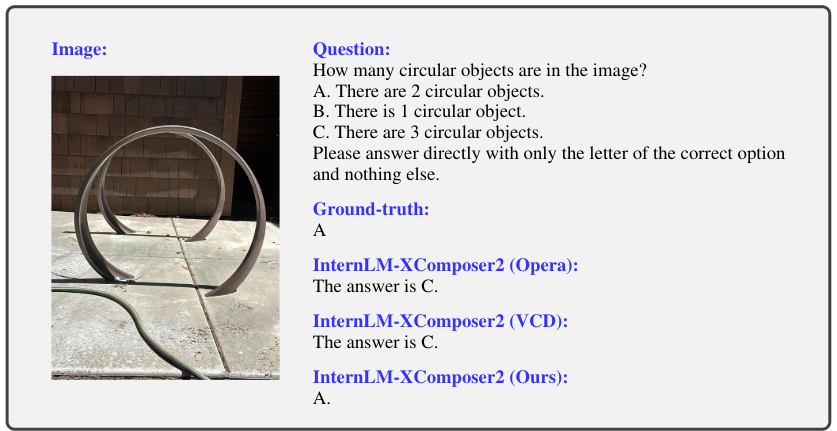 Image:
Question:
How many circular objects are in the image?
A. There are 2 circular objects.
B. There is 1 circular object.
C. There are 3 circular objects.
Please answer directly with only the letter of the correct option
and nothing else.
Ground-truth:
A
InternLM-XComposer2 (Opera):
The answer is C.
InternLM-XComposer2 (VCD):
The answer is C.
InternLM-XComposer2 (Ours):
A.